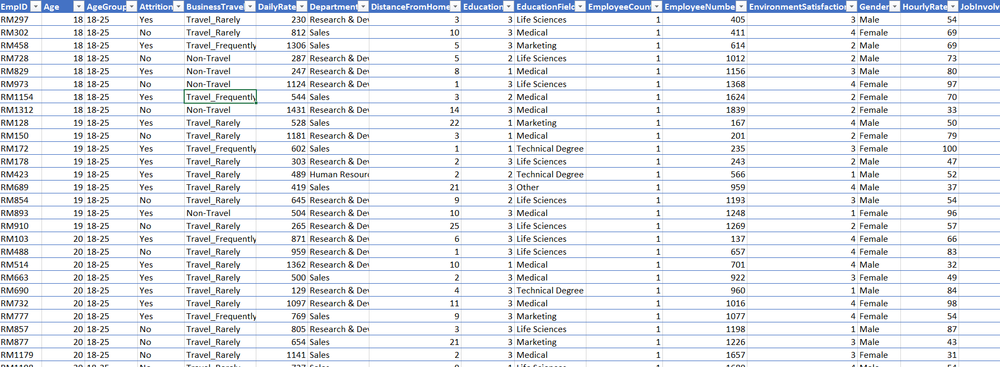 EmpID Age AgeGroup Attrition BusinessTravel DailyRate Department DistanceFromHome Education EducationField EmployeeCoun EmployeeNumbe EnvironmentSatisfaction Gender HourlyRate JobInvolv
RM297 18 18-25 Yes Travel_Rarely 230 Research & Dev 3 3 Life Sciences 1 405 3 Male 54
RM302 18 18-25 No Travel_Rarely 812 Sales 10 3 Medical 1 411 4 Female 69
RM458 18 18-25 Yes Travel_Frequently 1306 Sales 5 3 Marketing 1 614 2 Male 69
RM728 18 18-25 No Non-Travel 287 Research & Dev 5 2 Life Sciences 1 1012 2 Male 73
RM829 18 18-25 Yes Non-Travel 247 Research & Dev 8 1 Medical 1 1156 3 Male 80
RM973 18 18-25 No Non-Travel 1124 Research & Dev 1 3 Life Sciences 1 1368 4 Female 97
RM1154 18 18-25 Yes Travel_Frequently 544 Sales 3 2 Medical 1 1624 2 Female 70
RM1312 18 18-25 No Non-Travel 1431 Research & Dev 14 3 Medical 1 1839 2 Female 33
RM128 19 18-25 Yes Travel_Rarely 528 Sales 22 1 Marketing 1 167 4 Male 50
RM150 19 18-25 No Travel_Rarely 1181 Research & Dev 3 1 Medical 1 201 2 Female 79
RM172 19 18-25 Yes Travel_Frequently 602 Sales 1 1 Technical Degree 1 235 3 Female 100
RM178 19 18-25 Yes Travel_Rarely 303 Research & Dev 2 3 Life Sciences 1 243 2 Male 47
RM423 19 18-25 Yes Travel_Rarely 489 Human Resourc 2 2 Technical Degree 1 566 1 Male 52
RM689 19 18-25 Yes Travel_Rarely 419 Sales 21 3 Other 1 959 4 Male 37
RM854 19 18-25 No Travel_Rarely 645 Research & Dev 9 2 Life Sciences 1 1193 3 Male 54
RM893 19 18-25 Yes Non-Travel 504 Research & Dev 10 3 Medical 1 1248 1 Female 96
RM910 19 18-25 No Travel_Rarely 265 Research & Dev 25 3 Life Sciences 1 1269 2 Female 57
RM103 20 18-25 Yes Travel_Frequently 871 Research & Dev 6 3 Life Sciences 1 137 4 Female 66
RM488 20 18-25 No Travel_Rarely 959 Research & Dev 1 3 Life Sciences 1 657 4 Female 83
RM514 20 18-25 Yes Travel_Rarely 1362 Research & Dev 10 1 Medical 1 701 4 Male 32
RM663 20 18-25 Yes Travel_Rarely 500 Sales 2 3 Medical 1 922 3 Female 49
RM690 20 18-25 Yes Travel_Rarely 129 Research & Dev 4 3 Technical Degree 1 960 1 Male 84
RM732 20 18-25 Yes Travel_Rarely 1097 Research & Dev 11 3 Medical 1 1016 4 Female 98
RM777 20 18-25 Yes Travel_Frequently 769 Sales 9 3 Marketing 1 1077 4 Female 54
RM857 20 18-25 No Travel_Rarely 805 Research & Dev 3 3 Life Sciences 1 1198 1 Male 87
RM877 20 18-25 No Travel_Rarely 654 Sales 21 3 Marketing 1 1226 3 Male 43
RM1179 20 18-25 No Travel_Rarely 1141 Sales 2 3 Medical 1 1657 3 Female 31